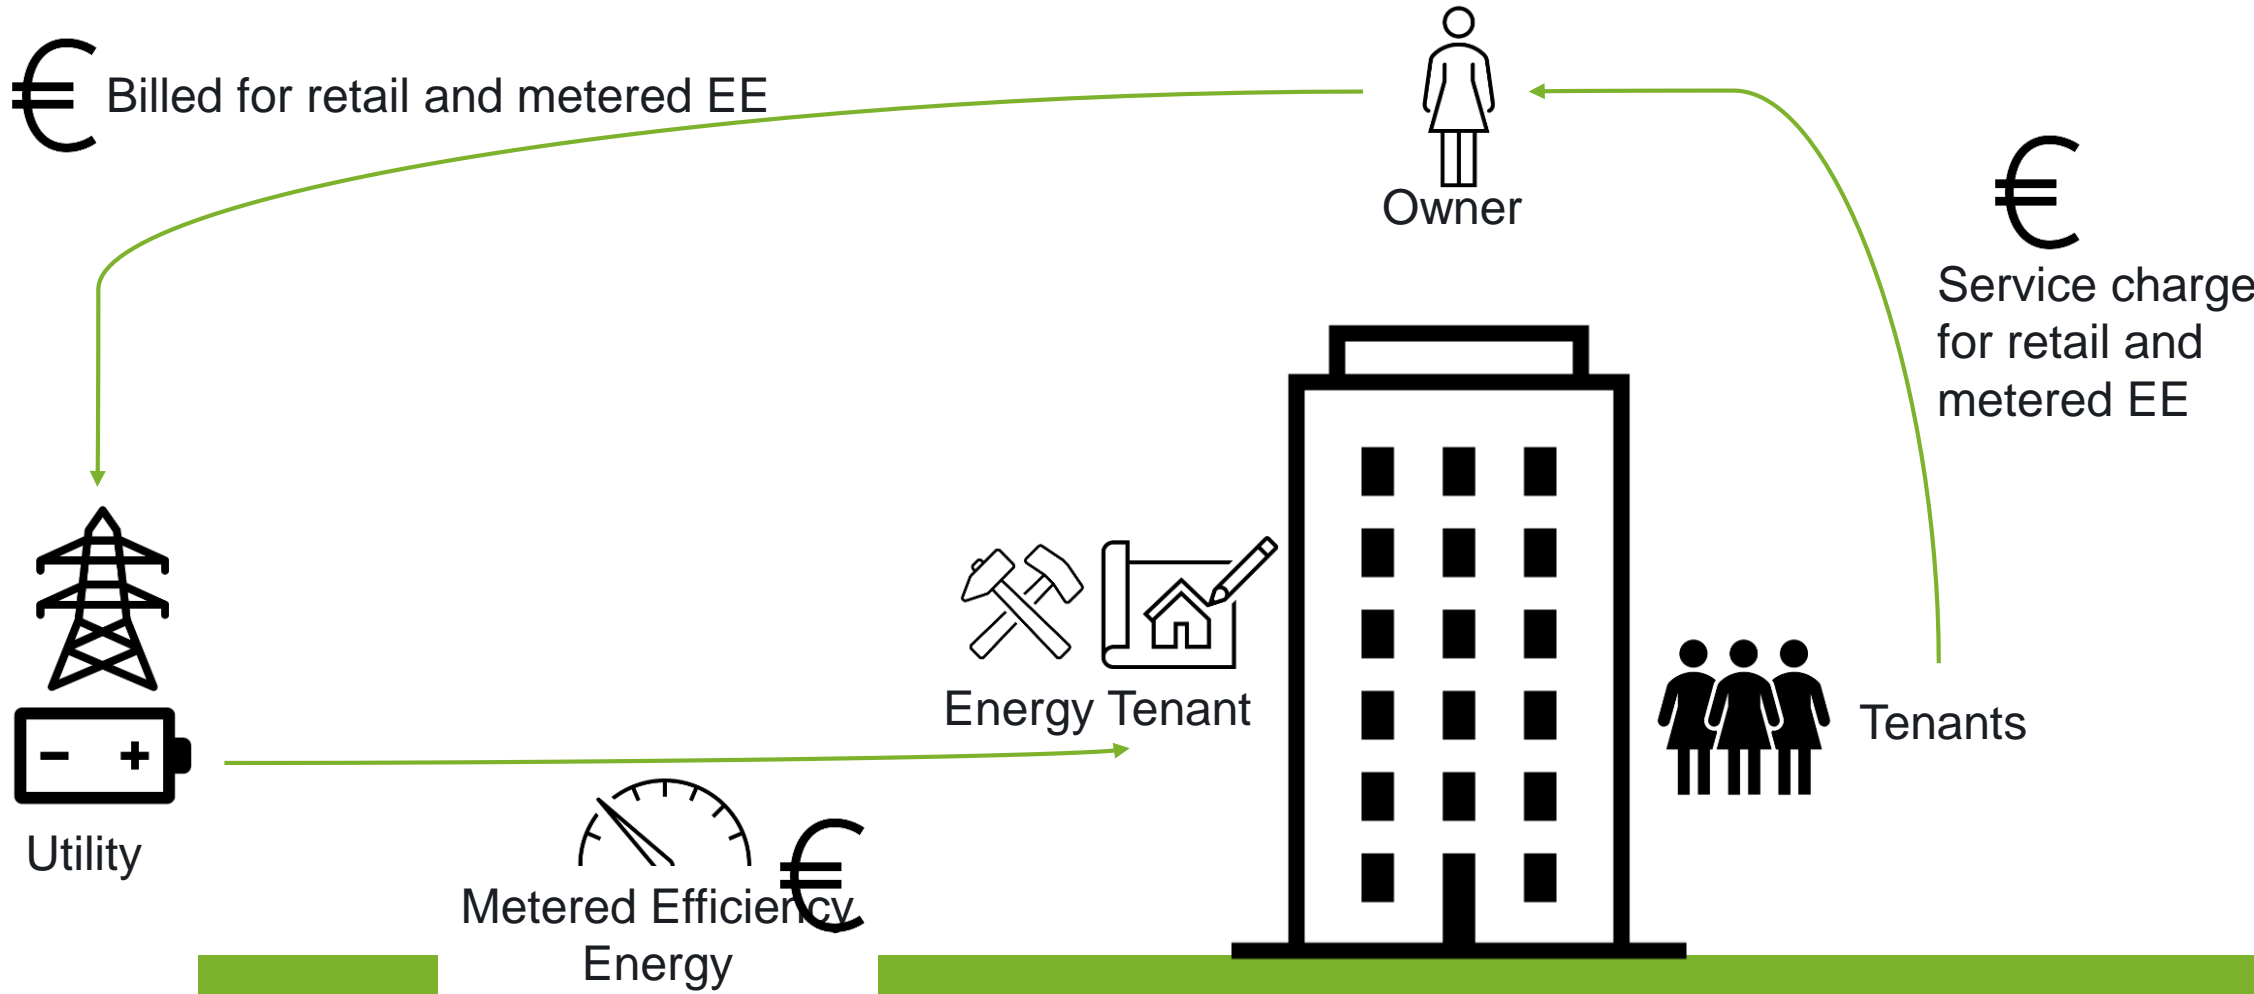 € Billed for retail and metered EE
Owner
€
Service charge
for retail and
metered EE
Energy Tenant
Tenants
- +
Utility
€
Metered Efficiency
Energy